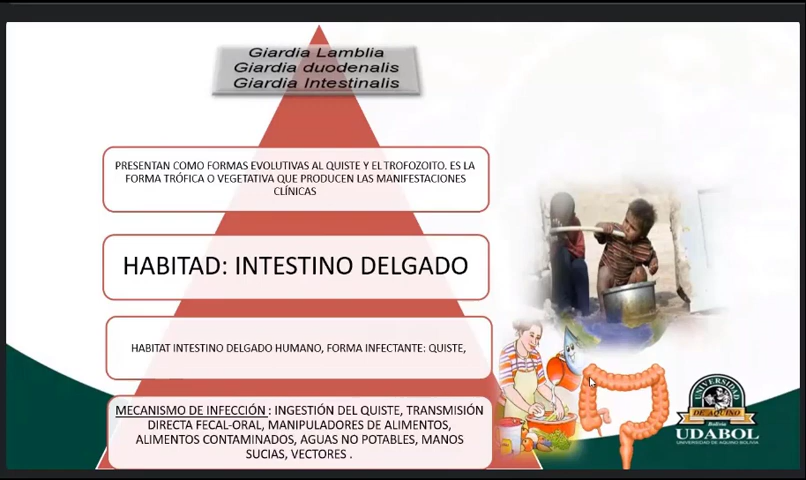 Giardia Lamblia
Giardia duodenalis
Giardia Intestinalis
PRESENTAN COMO FORMAS EVOLUTIVAS AL QUISTE Y EL TROFOZOITO. ES LA
FORMA TRÓFICA O VEGETATIVA QUE PRODUCEN LAS MANIFESTACIONES
CLÍNICAS
HABITAD: INTESTINO DELGADO
HABITAT INTESTINO DELGADO HUMANO, FORMA INFECTANTE: QUISTE,
MECANISMO DE INFECCIÓN : INGESTIÓN DEL QUISTE, TRANSMISIÓN
DIRECTA FECAL-ORAL, MANIPULADORES DE ALIMENTOS,
ALIMENTOS CONTAMINADOS, AGUAS NO POTABLES, MANOS
SUCIAS, VECTORES .
UNIVERSIDAD
DE AQUINO
Bolivia
UDABOL
UNIVERSIDAD DE AQUINO BOLIVIA